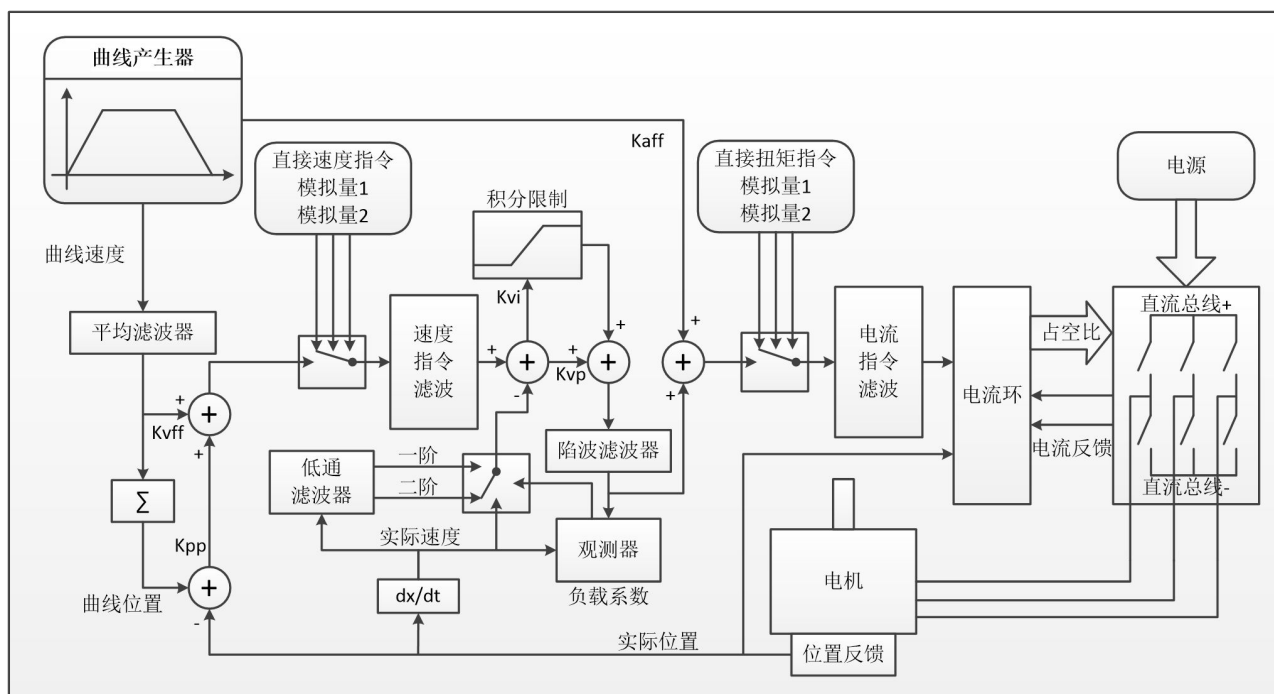 曲线产生器
Kaff
直接速度指令
模拟量1
模拟量2
直接扭矩指令
模拟量1
模拟量2
电源
积分限制
曲线速度
Kvi
平均滤波器
速度
指令
滤波
+
-
+
Kvp
+
+
+
电流
指令
滤波
电流环
占空比
直流总线+
电流反馈
直流总线-
+
Kvff
+
陷波滤波器
低通
滤波器
一阶
二阶
Σ
Kpp
实际速度
观测器
负载系数
曲线位置
-
dx/dt
实际位置
电机
位置反馈
+
+
+
+
+